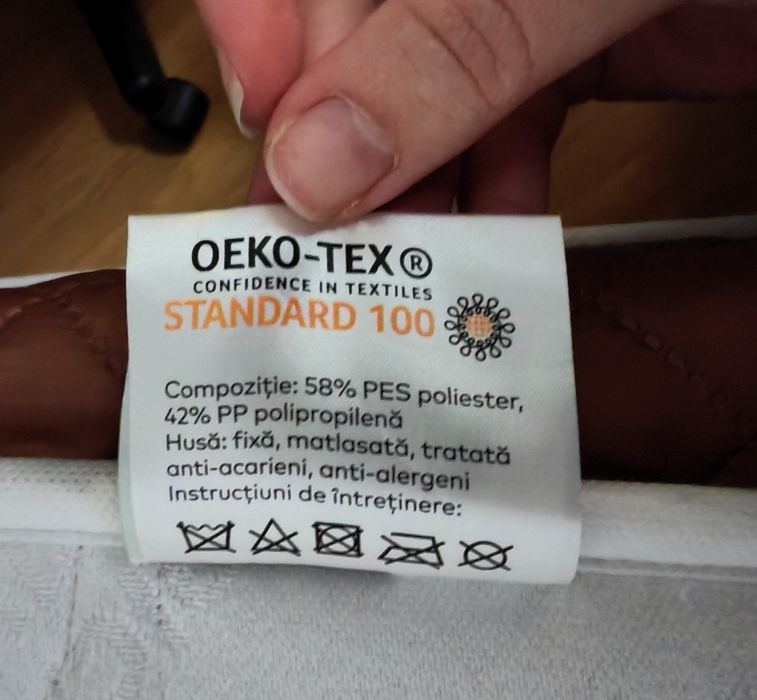 OEKO-TEX®
CONFIDENCE IN TEXTILES
STANDARD 100
Compoziție: 58% PES poliester,
42% PP polipropilenă
Husă: fixă, matlasată, tratată
anti-acarieni, anti-alergeni
Instrucțiuni de întreținere: